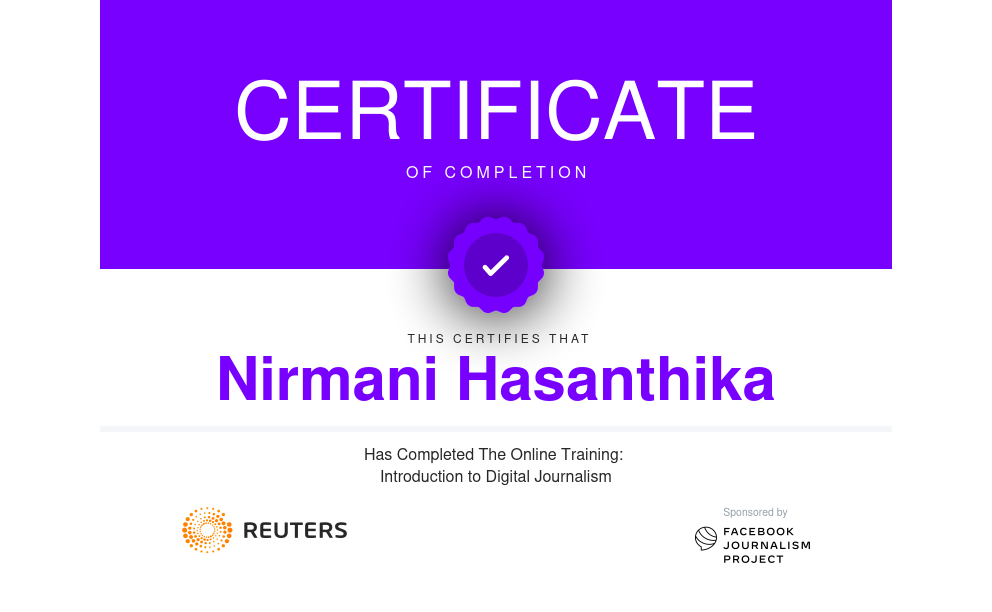 CERTIFICATE
OF COMPLETION
THIS CERTIFIES THAT
Nirmani Hasanthika
Has Completed The Online Training:
Introduction to Digital Journalism
REUTERS
Sponsored by
FACEBOOK
JOURNALISM
PROJECT